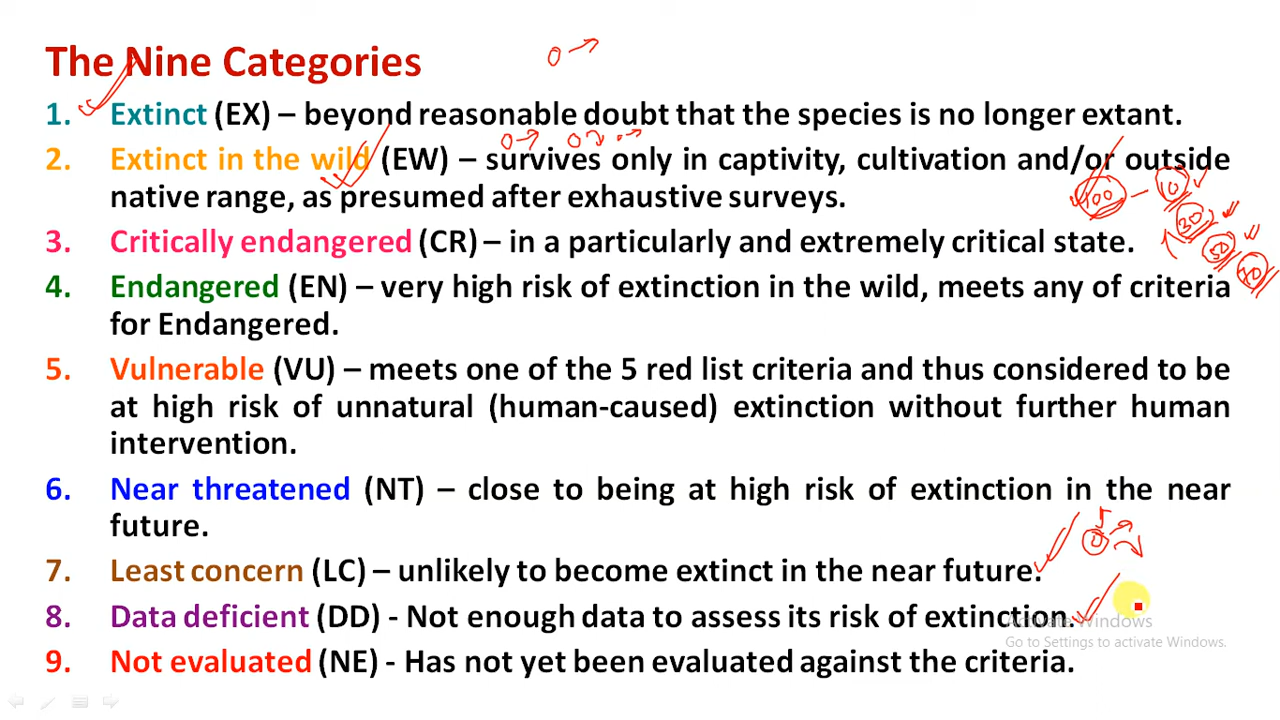 The Nine Categories
1. Extinct (EX) – beyond reasonable doubt that the species is no longer extant.
2. Extinct in the wild (EW) – survives only in captivity, cultivation and/or outside
native range, as presumed after exhaustive surveys.
100
10
30
50
3. Critically endangered (CR) – in a particularly and extremely critical state.
4. Endangered (EN) – very high risk of extinction in the wild, meets any of criteria
for Endangered.
5. Vulnerable (VU) – meets one of the 5 red list criteria and thus considered to be
at high risk of unnatural (human-caused) extinction without further human
intervention.
6. Near threatened (NT) – close to being at high risk of extinction in the near
future.
7. Least concern (LC) – unlikely to become extinct in the near future.
8. Data deficient (DD) - Not enough data to assess its risk of extinction.
Activate Windows
Go to Settings to activate Windows.
9. Not evaluated (NE) - Has not yet been evaluated against the criteria.